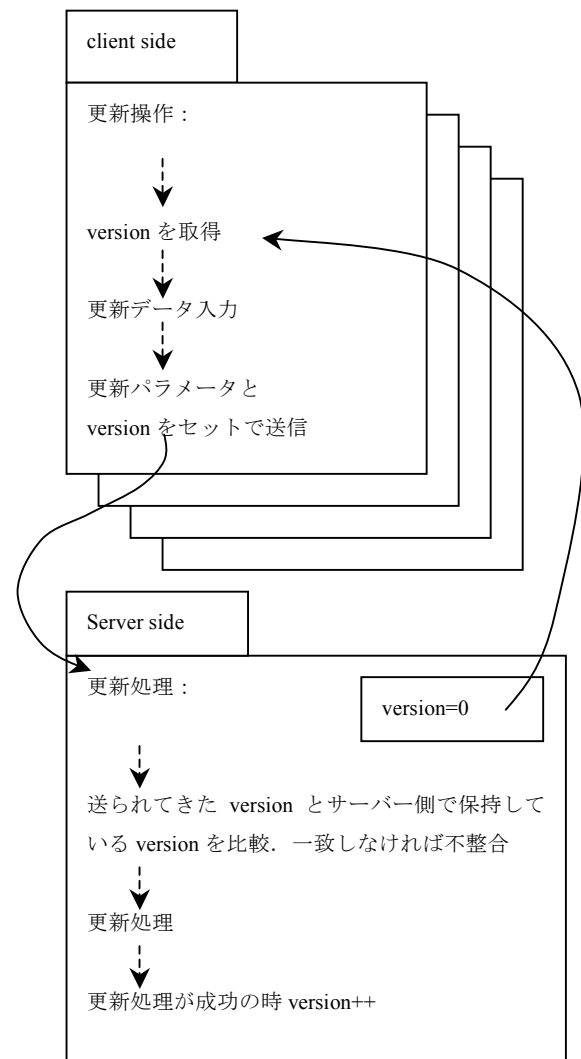 client side
更新操作：
version を取得
更新データ入力
更新パラメータと
version をセットで送信
Server side
更新処理：
version=0
送られてきた version とサーバー側で保持して
いる version を比較．一致しなければ不整合
更新処理
更新処理が成功の時 version++